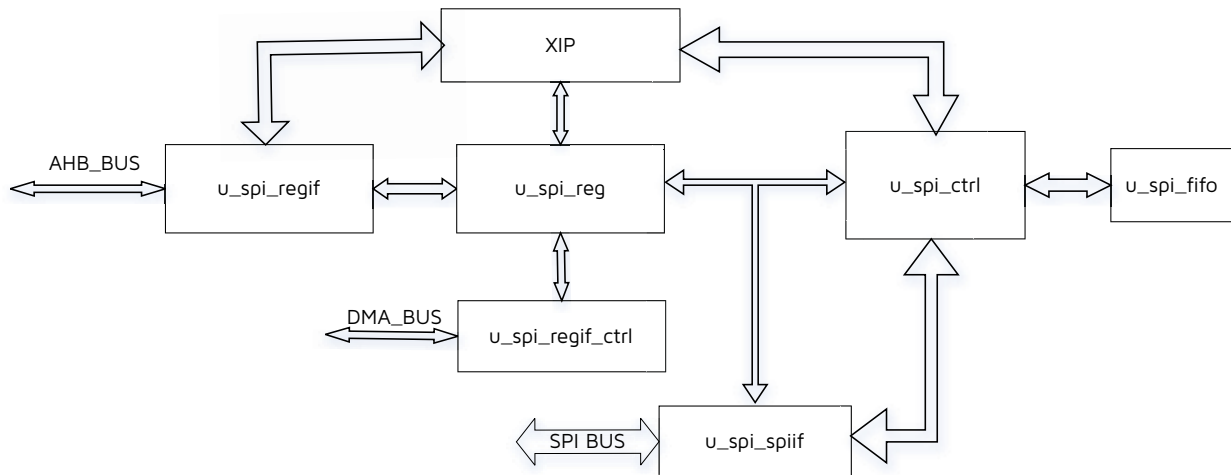 XIP
AHB_BUS
u_spi_regif
u_spi_reg
u_spi_ctrl
u_spi_fifo
DMA_BUS
u_spi_regif_ctrl
SPI BUS
u_spi_spiif